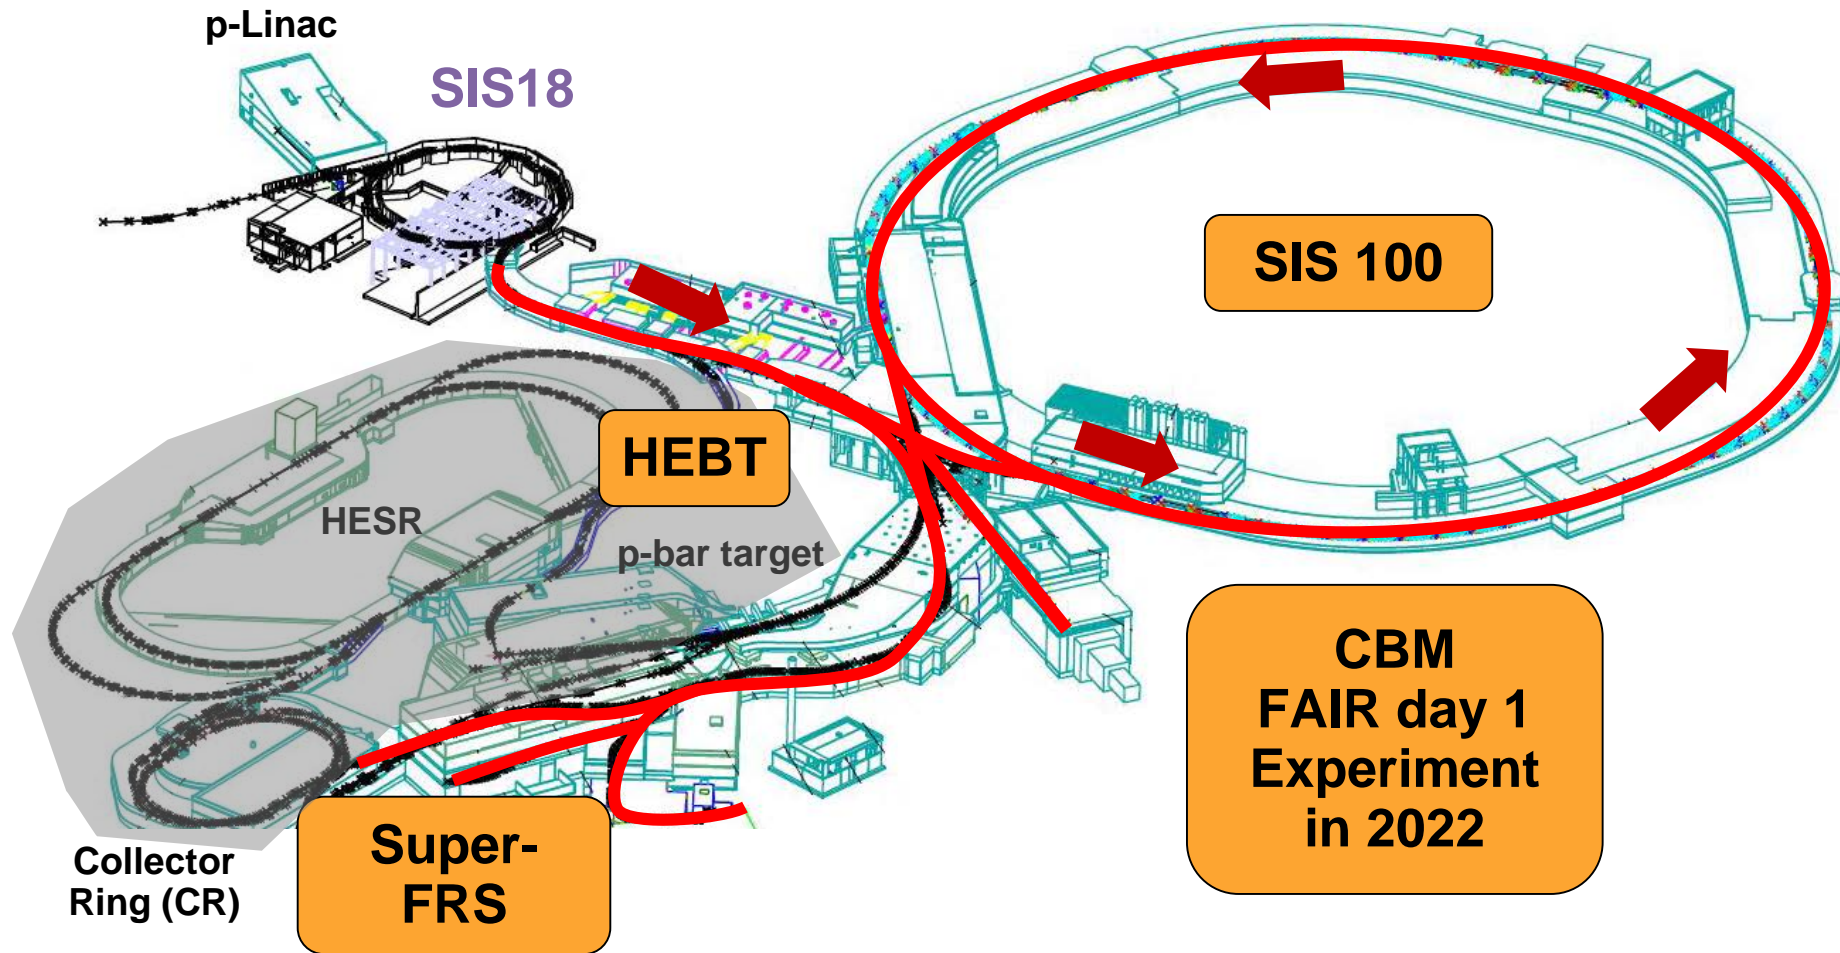 p-Linac
SIS18
SIS 100
HEBT
HESR
p-bar target
CBM
FAIR day 1
Experiment
in 2022
Super-
FRS
Collector
Ring (CR)